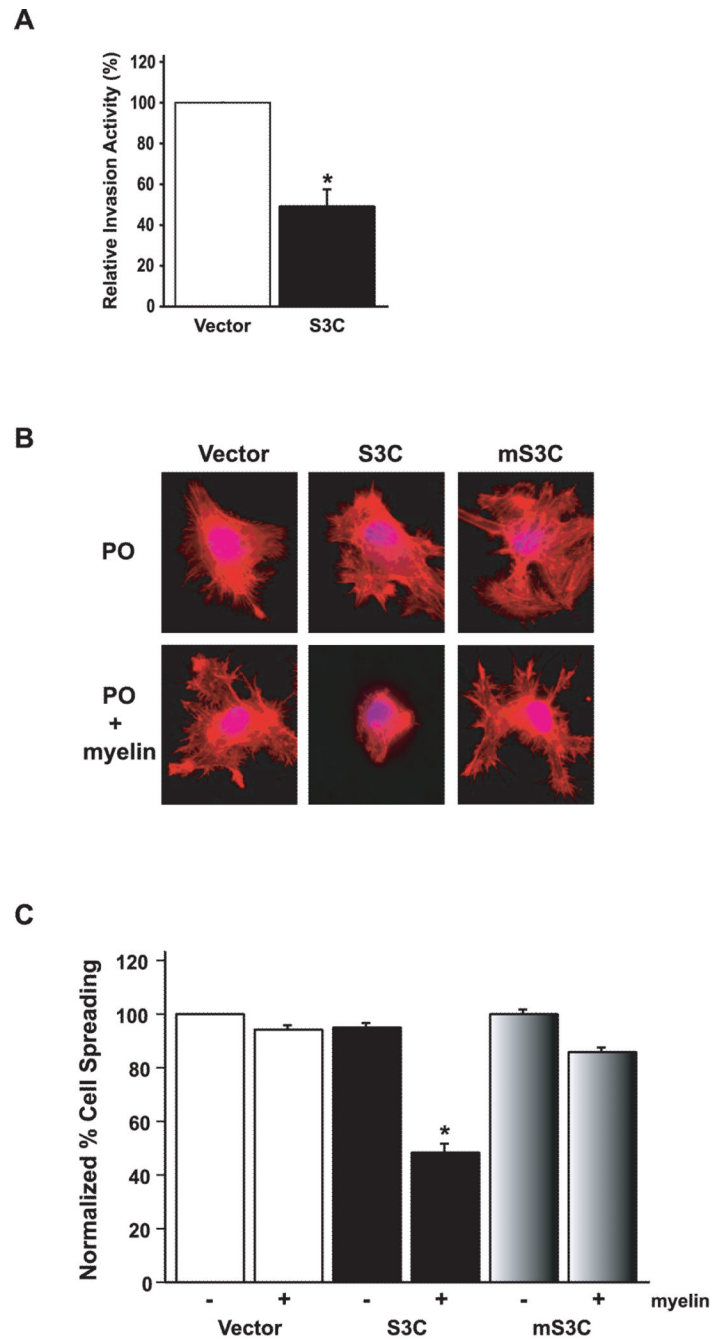 A
Relative Invasion Activity (%)
120
100
80
60
40
20
0
*
Vector S3C
B
Vector S3C mS3C
PO
PO
+
myelin
C
Normalized % Cell Spreading
120
100
80
60
40
20
0
*
- + - + - + myelin
Vector S3C mS3C